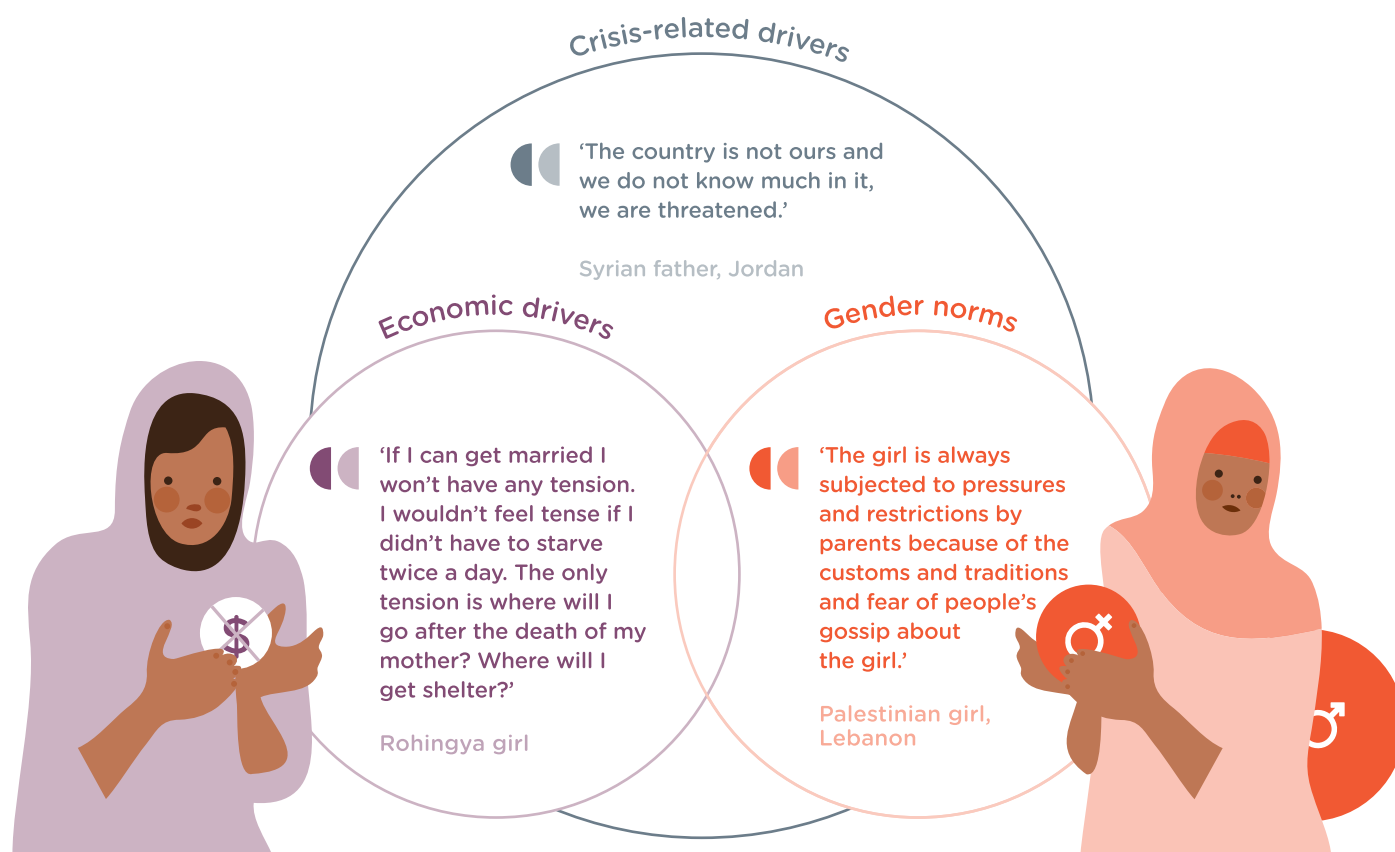 Crisis-related drivers
‘The country is not ours and
we do not know much in it,
we are threatened.’
Syrian father, Jordan
Economic drivers
‘If I can get married I
won’t have any tension.
I wouldn’t feel tense if I
didn’t have to starve
twice a day. The only
tension is where will I
go after the death of my
mother? Where will I
get shelter?’
Rohingya girl
$
Gender norms
‘The girl is always
subjected to pressures
and restrictions by
parents because of the
customs and traditions
and fear of people’s
gossip about
the girl.’
Palestinian girl,
Lebanon